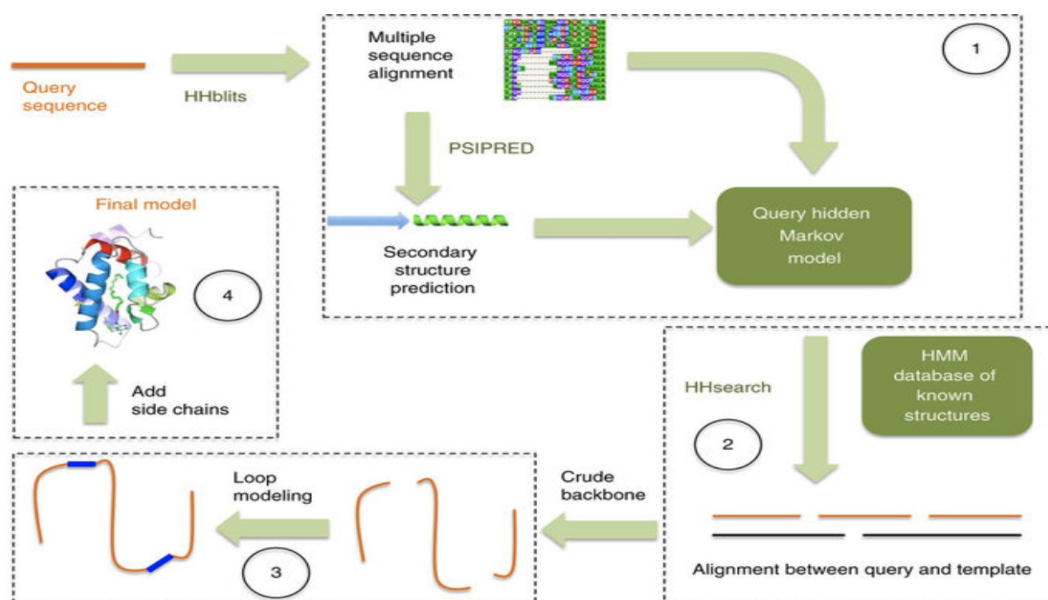 Query
sequence
HHblits
Multiple
sequence
alignment
1
PSIPRED
Secondary
structure
prediction
Query hidden
Markov
model
HHsearch
HMM
database of
known
structures
2
Alignment between query and template
Crude
backbone
Loop
modeling
3
Add
side chains
Final model
4